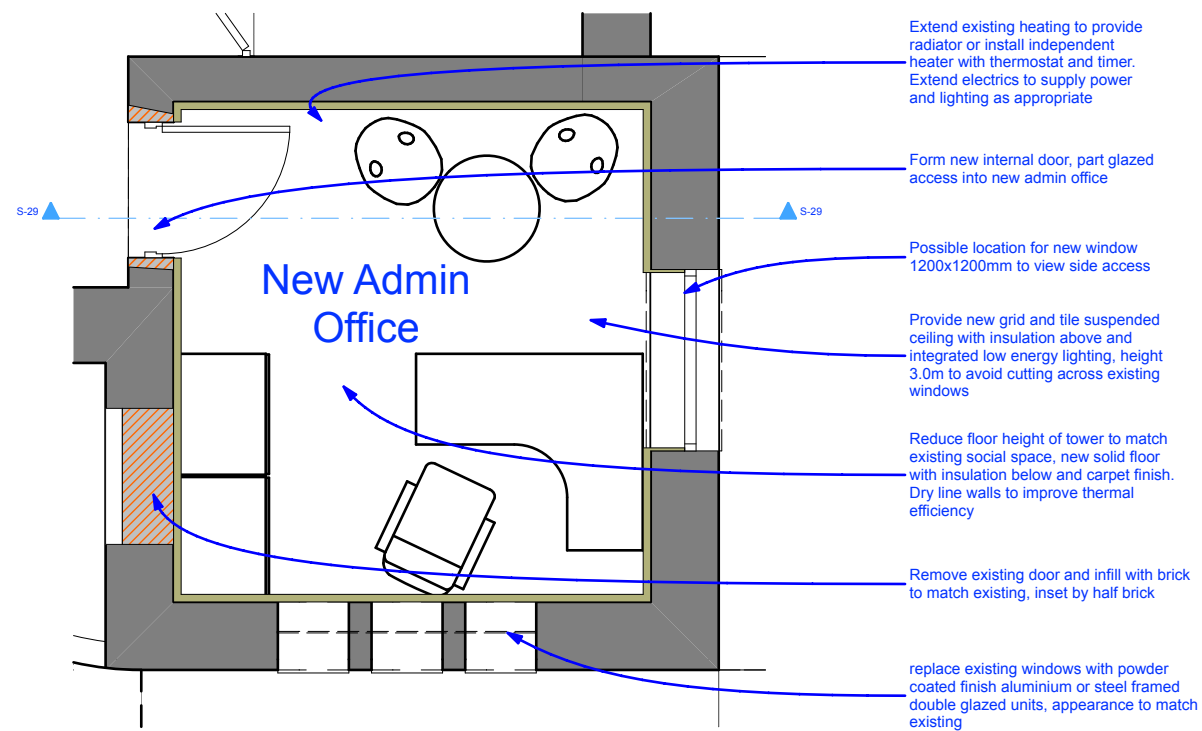 Extend existing heating to provide
radiator or install independent
heater with thermostat and timer.
Extend electrics to supply power
and lighting as appropriate
Form new internal door, part glazed
access into new admin office
S-29
S-29
Possible location for new window
1200x1200mm to view side access
New Admin
Office
Provide new grid and tile suspended
ceiling with insulation above and
integrated low energy lighting, height
3.0m to avoid cutting across existing
windows
Reduce floor height of tower to match
existing social space, new solid floor
with insulation below and carpet finish.
Dry line walls to improve thermal
efficiency
Remove existing door and infill with brick
to match existing, inset by half brick
replace existing windows with powder
coated finish aluminium or steel framed
double glazed units, appearance to match
existing